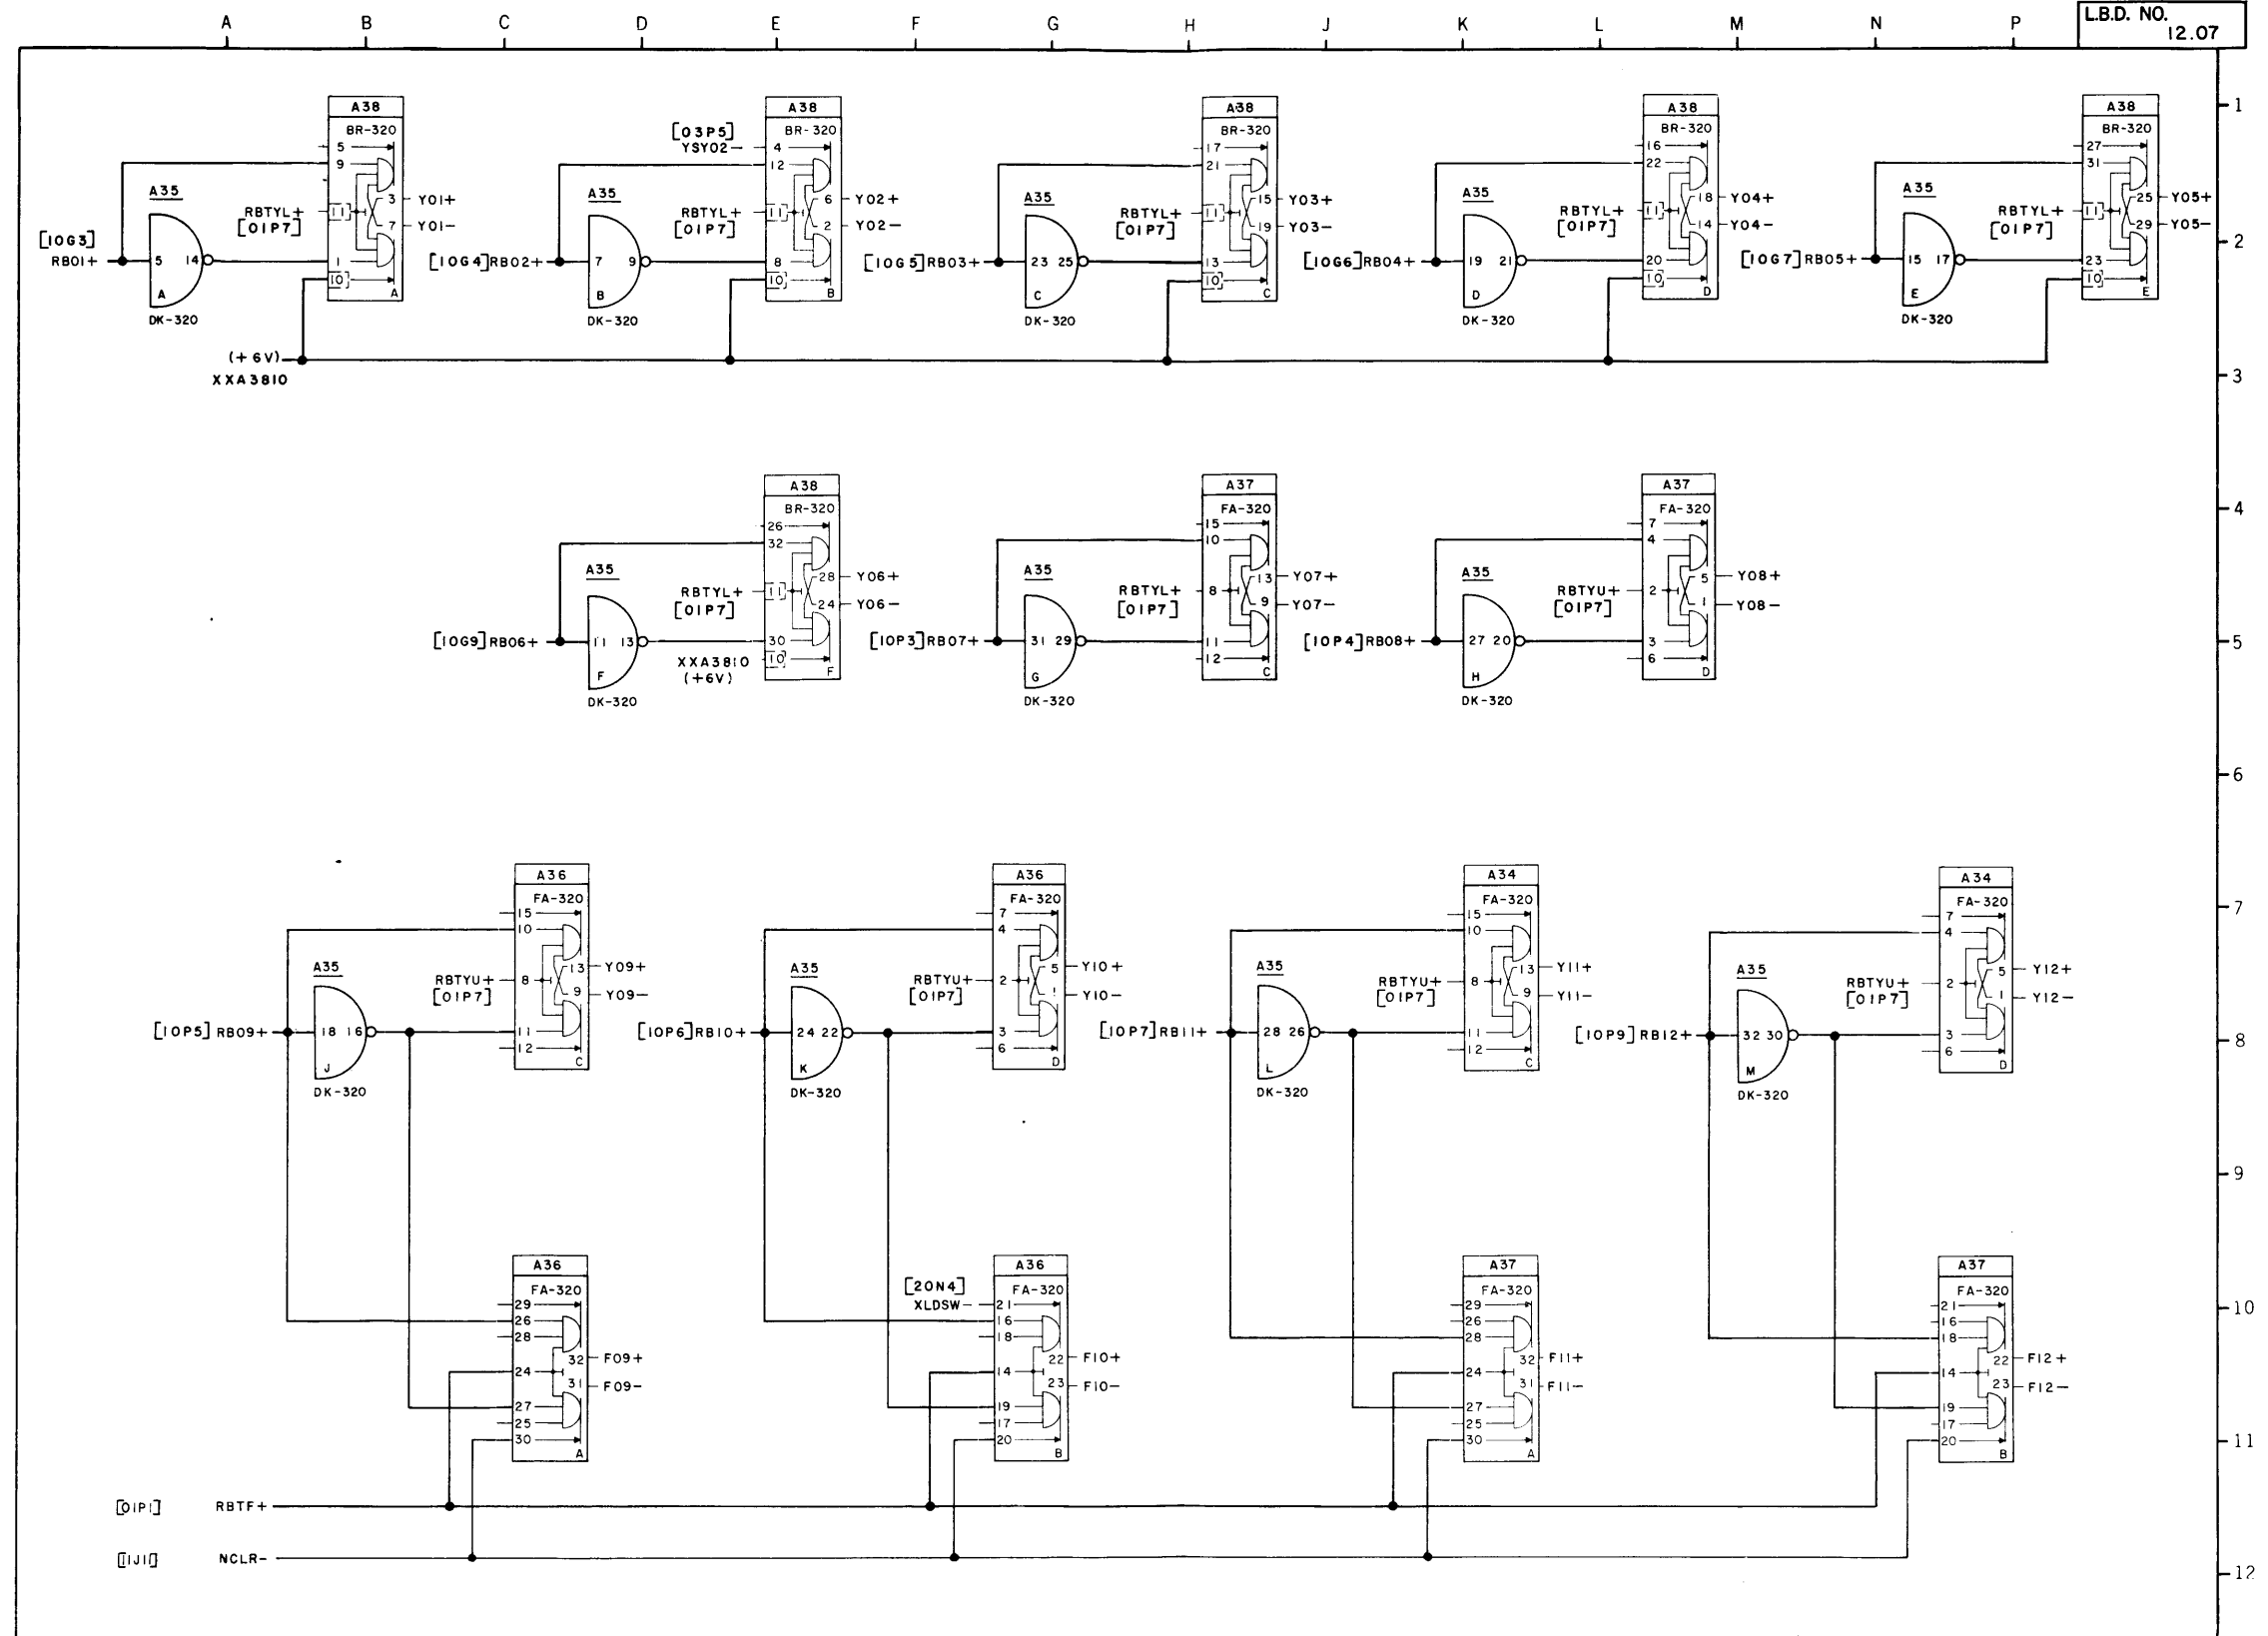 A B C D E F G H J K L M N P
L.B.D. NO.
12.07
1
2
3
4
5
6
7
8
9
10
11
12
[10G3]
RB01+
A35
5 14
A
DK-320
RBTYL+
[01P7]
A38
BR-320
5
9
11
3 Y01+
7 Y01-
1
10
A
[10G4] RB02+
A35
7 9
B
DK-320
[03P5]
YSY02-
RBTYL+
[01P7]
A38
BR-320
4
12
11
6 Y02+
2 Y02-
8
10
B
[10G5] RB03+
A35
23 25
C
DK-320
RBTYL+
[01P7]
A38
BR-320
17
21
11
15 Y03+
19 Y03-
13
10
C
[10G6] RB04+
A35
19 21
D
DK-320
RBTYL+
[01P7]
A38
BR-320
16
22
11
18 Y04+
14 Y04-
20
10
D
[10G7] RB05+
A35
15 17
E
DK-320
RBTYL+
[01P7]
A38
BR-320
27
31
11
25 Y05+
29 Y05-
23
10
E
(+6V)
XXA3810
[10G9] RB06+
A35
11 13
F
DK-320
RBTYL+
[01P7]
XXA3810
(+6V)
A38
BR-320
26
32
11
28 Y06+
24 Y06-
30
10
F
[10P3] RB07+
A35
31 29
G
DK-320
RBTYL+
[01P7]
A37
FA-320
15
10
8
13 Y07+
9 Y07-
11
12
C
[10P4] RB08+
A35
27 20
H
DK-320
RBTYU+
[01P7]
A37
FA-320
7
4
2
5 Y08+
1 Y08-
3
6
D
[10P5] RB09+
A35
18 16
J
DK-320
RBTYU+
[01P7]
A36
FA-320
15
10
8
13 Y09+
9 Y09-
11
12
C
[10P6] RB10+
A35
24 22
K
DK-320
RBTYU+
[01P7]
A36
FA-320
7
4
2
5 Y10+
1 Y10-
3
6
D
[10P7] RB11+
A35
28 26
L
DK-320
RBTYU+
[01P7]
A34
FA-320
15
10
8
13 Y11+
9 Y11-
11
12
C
[10P9] RB12+
A35
32 30
M
DK-320
RBTYU+
[01P7]
A34
FA-320
7
4
2
5 Y12+
1 Y12-
3
6
D
A36
FA-320
29
26
28
32 F09+
24
31 F09-
27
25
30
A
[20N4]
XLDSW-
A36
FA-320
21
16
18
22 F10+
14
23 F10-
19
17
20
B
A37
FA-320
29
26
28
32 F11+
24
31 F11-
27
25
30
A
A37
FA-320
21
16
18
22 F12+
14
23 F12-
19
17
20
B
[01P1] RBTF+
[11J1] NCLR-